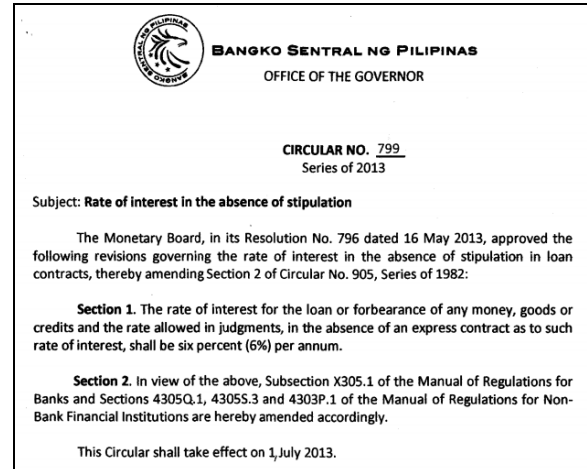 BANGKO SENTRAL NG PILIPINAS
OFFICE OF THE GOVERNOR
CIRCULAR NO. 799
Series of 2013
Subject: Rate of interest in the absence of stipulation
The Monetary Board, in its Resolution No. 796 dated 16 May 2013, approved the
following revisions governing the rate of interest in the absence of stipulation in loan
contracts, thereby amending Section 2 of Circular No. 905, Series of 1982:
Section 1. The rate of interest for the loan or forbearance of any money, goods or
credits and the rate allowed in judgments, in the absence of an express contract as to such
rate of interest, shall be six percent (6%) per annum.
Section 2. In view of the above, Subsection X305.1 of the Manual of Regulations for
Banks and Sections 4305Q.1, 4305S.3 and 4303P.1 of the Manual of Regulations for Non-
Bank Financial Institutions are hereby amended accordingly.
This Circular shall take effect on 1 July 2013.